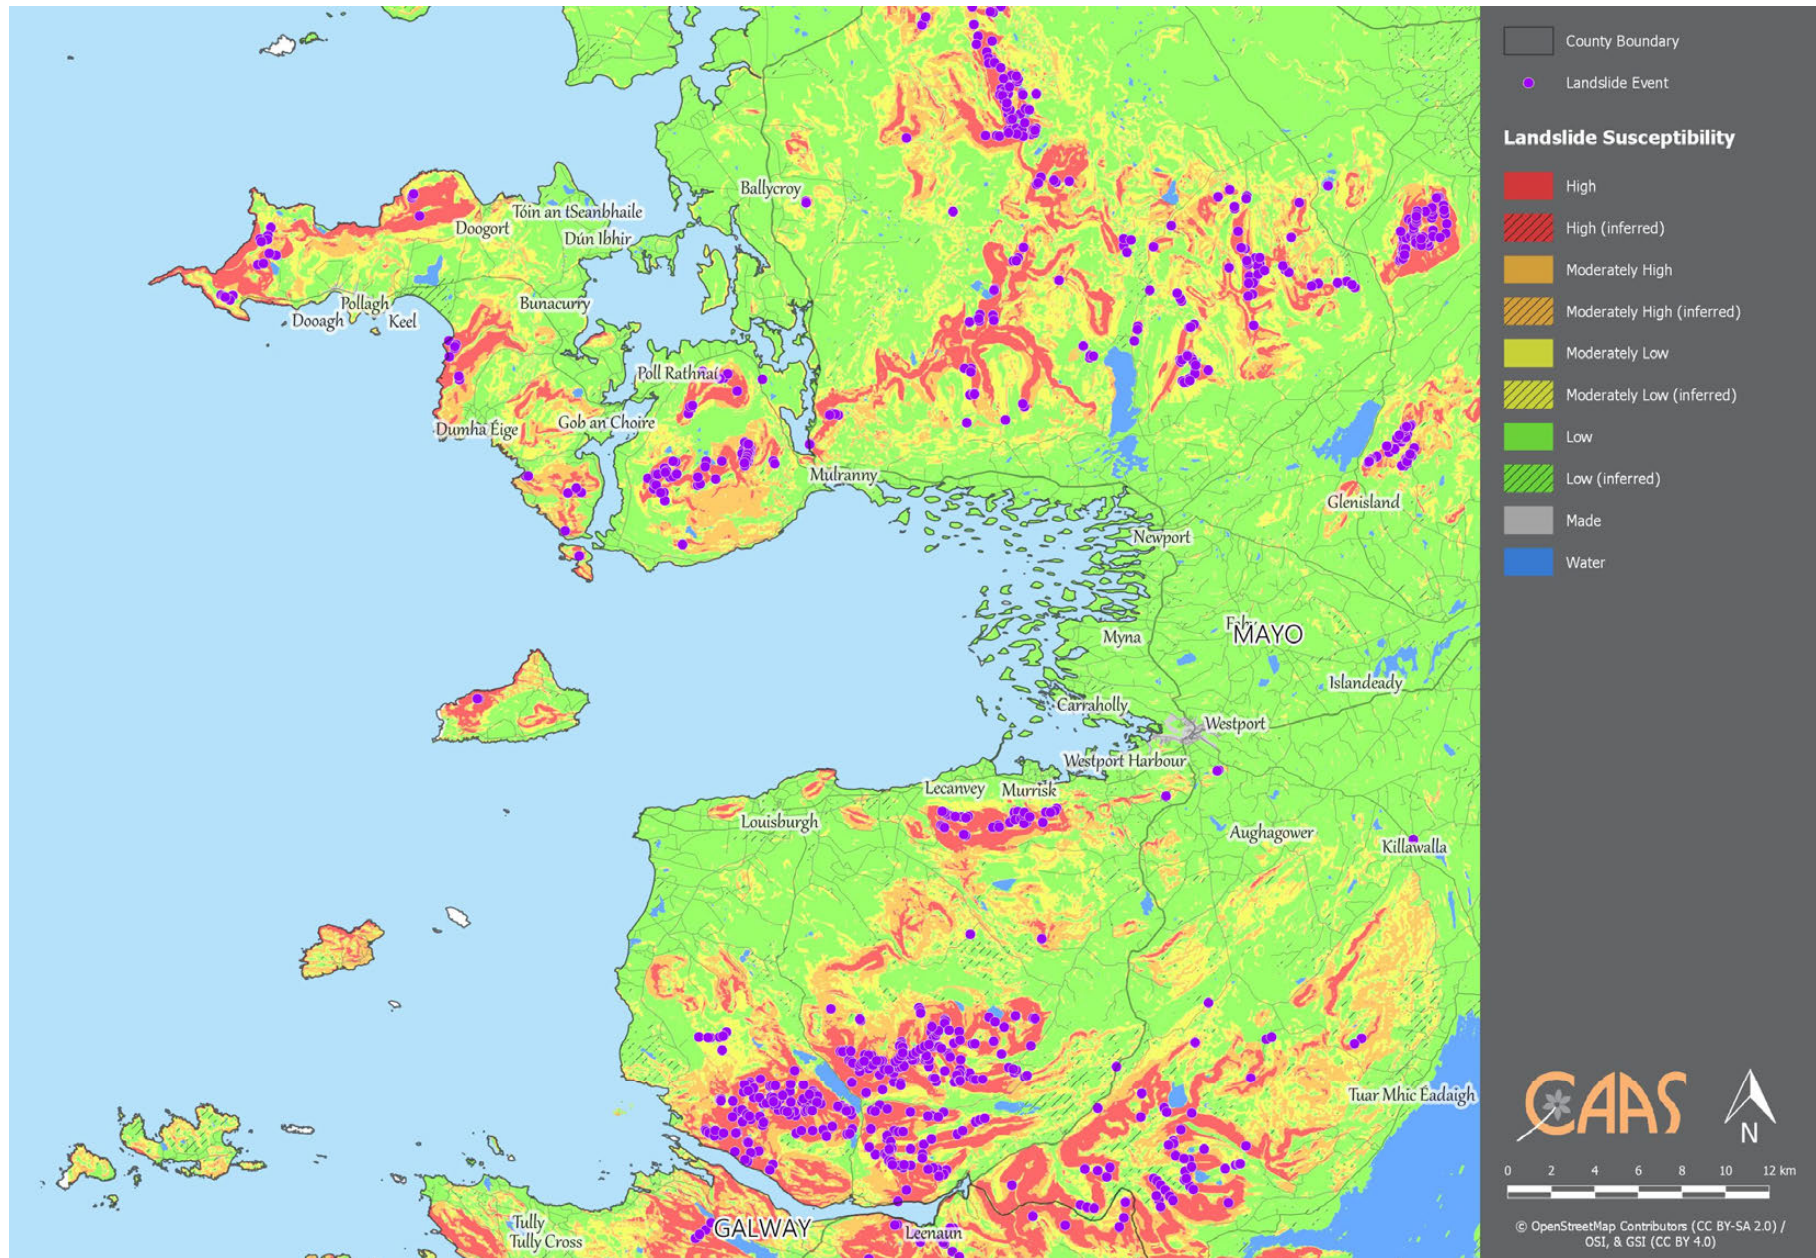 Ballycroy
Tóin an tSeanbhaile
Doogort
Dún Ibhir
Pollagh
Bunacurry
Dooagh
Keel
Poll Rathnaí
Gob an Choire
Dumha Éige
Mulranny
Glenisland
Newport
Myna
MAYO
Islandeady
Carraholly
Westport
Westport Harbour
Lecanvey
Murrisk
Louisburgh
Aughagower
Killawalla
Tuar Mhic Éadaigh
Tully
Tully Cross
GALWAY
Leenaun
County Boundary
Landslide Event
Landslide Susceptibility
High
High (inferred)
Moderately High
Moderately High (inferred)
Moderately Low
Moderately Low (inferred)
Low
Low (inferred)
Made
Water
CAAS
N
0 2 4 6 8 10 12 km
© OpenStreetMap Contributors (CC BY-SA 2.0) /
OSI, & GSI (CC BY 4.0)